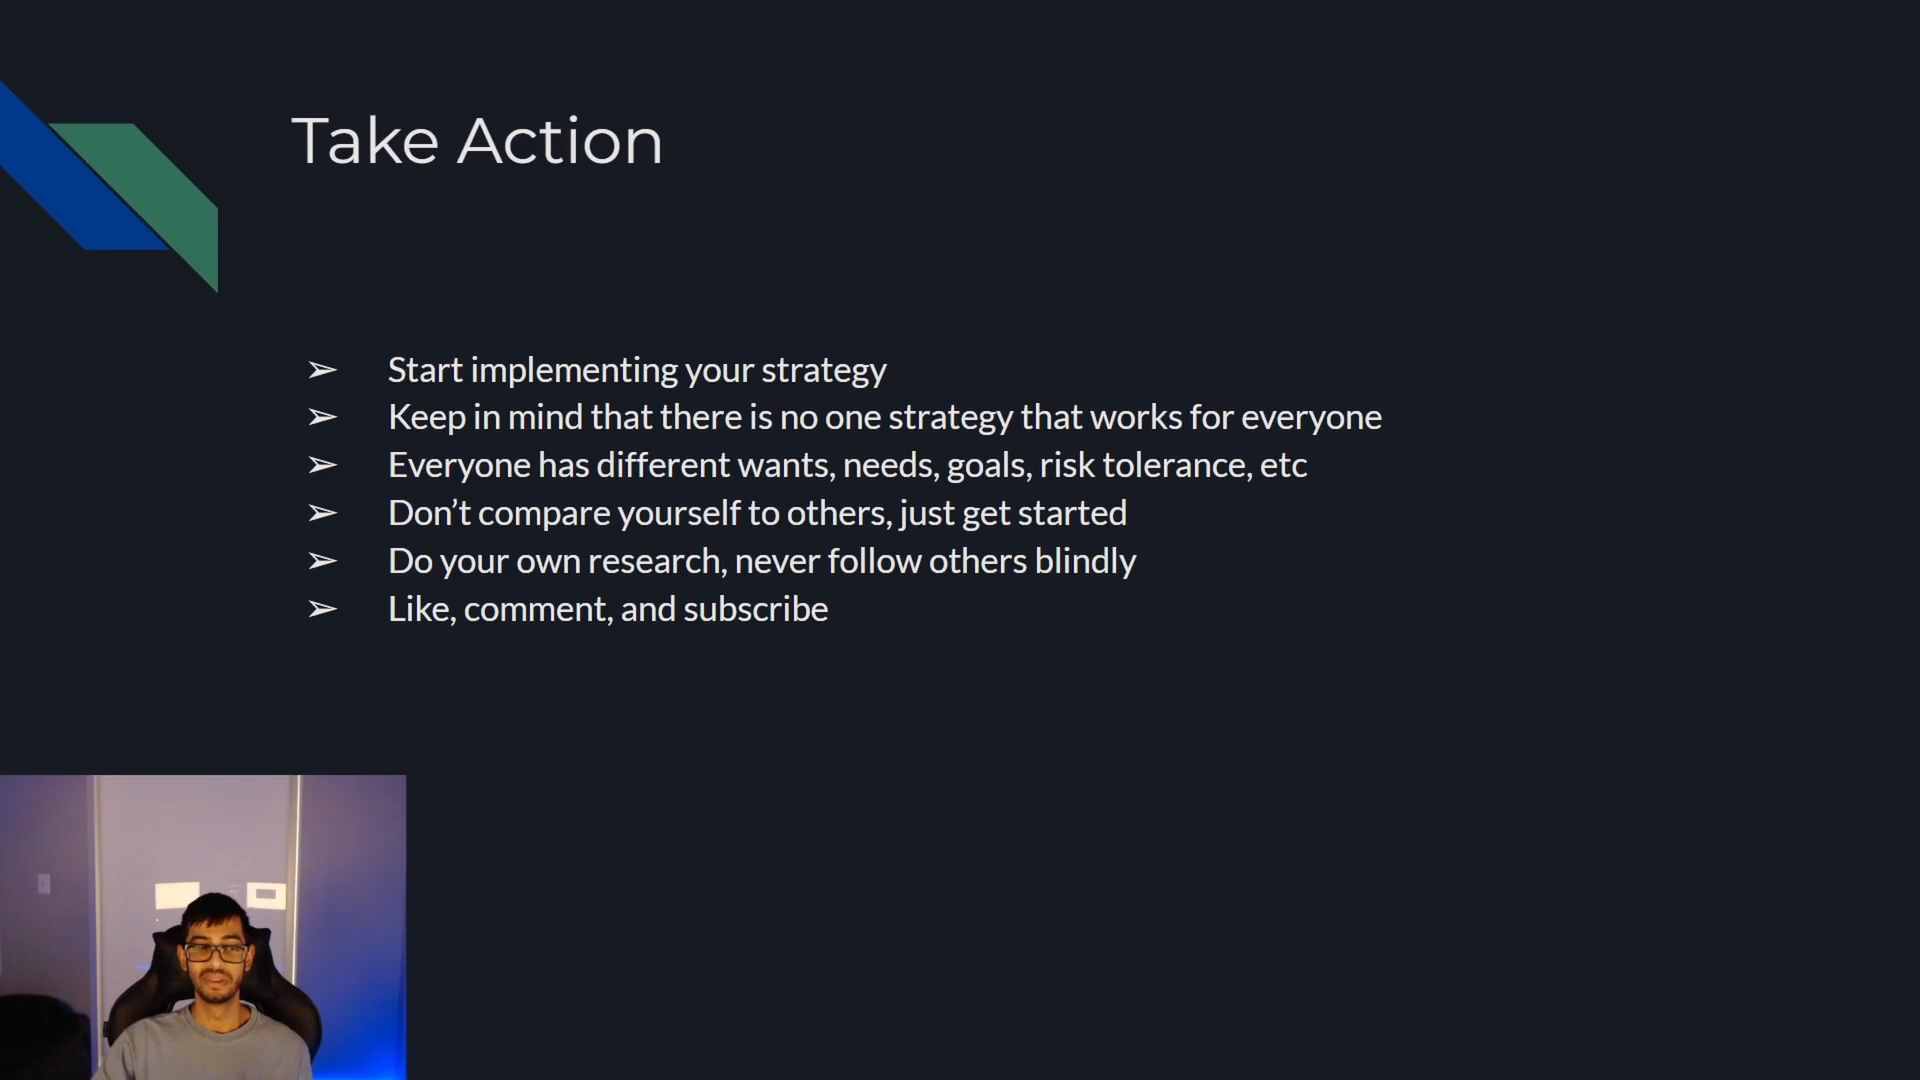 Take Action
➢ Start implementing your strategy
➢ Keep in mind that there is no one strategy that works for everyone
➢ Everyone has different wants, needs, goals, risk tolerance, etc
➢ Don’t compare yourself to others, just get started
➢ Do your own research, never follow others blindly
➢ Like, comment, and subscribe